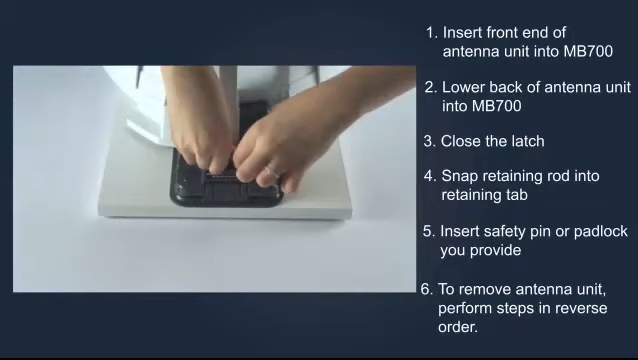 1. Insert front end of
antenna unit into MB700
2. Lower back of antenna unit
into MB700
3. Close the latch
4. Snap retaining rod into
retaining tab
5. Insert safety pin or padlock
you provide
6. To remove antenna unit,
perform steps in reverse
order.